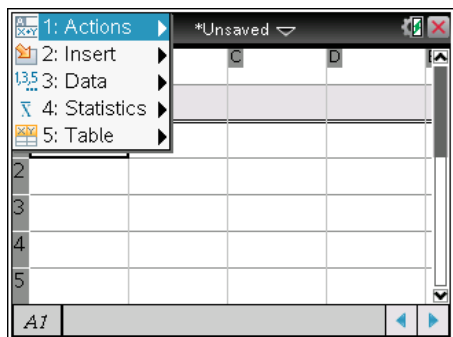 1: Actions
*Unsaved
2: Insert
C D E
1.3.5 3: Data
x̄ 4: Statistics
XY 5: Table
2
3
4
5
A1